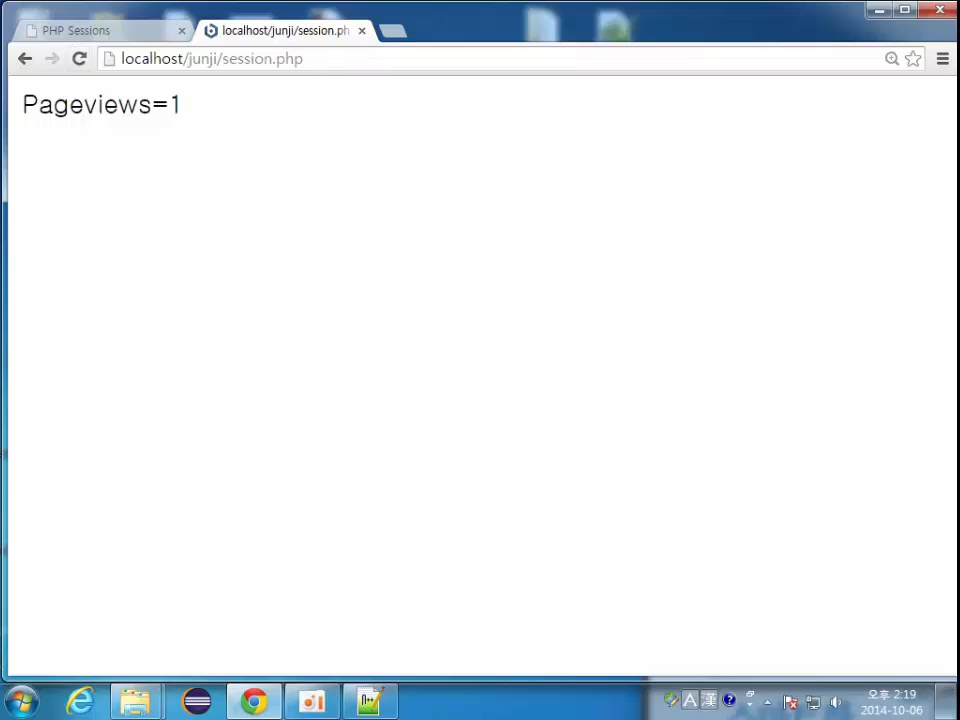 PHP Sessions
localhost/junji/session.ph
localhost/junji/session.php
Pageviews=1
A 漢
오후 2:19
2014-10-06